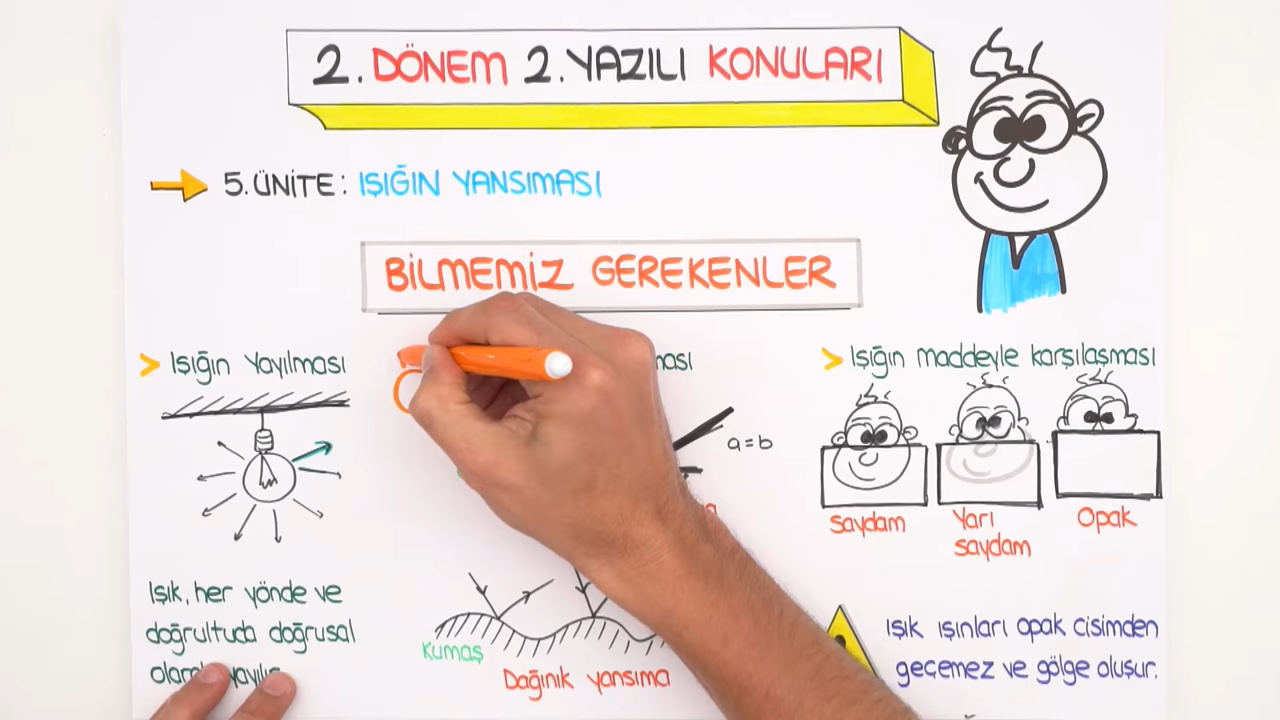 2. DÖNEM 2. YAZILI KONULARI
5. ÜNİTE: IŞIĞIN YANSIMASI
BİLMEMİZ GEREKENLER
> Işığın Yayılması
> Işığın maddeyle karşılaşması
a = b
Saydam
Yarı
saydam
Opak
Işık, her yönde ve
doğrultuda doğrusal
Kumaş
Dağınık yansıma
Işık ışınları opak cisimden
geçemez ve gölge oluşur.